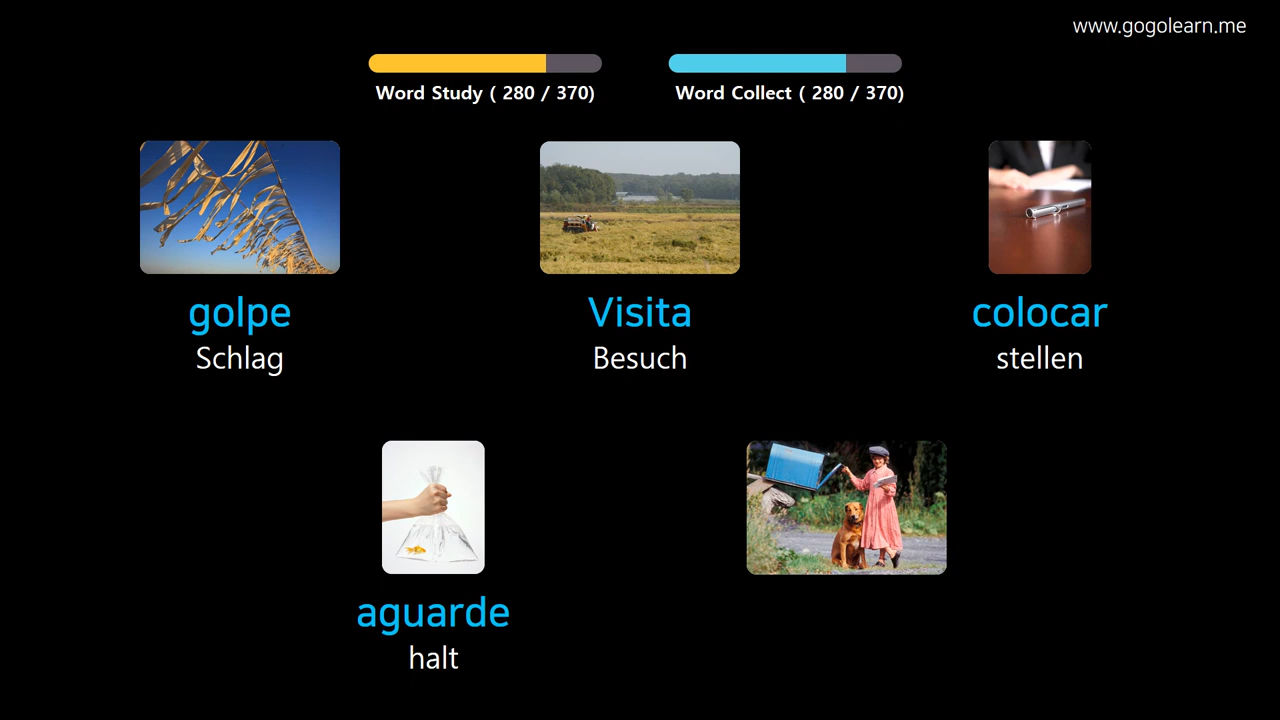 www.gogolearn.me
Word Study ( 280 / 370)
Word Collect ( 280 / 370)
golpe
Schlag
Visita
Besuch
colocar
stellen
aguarde
halt